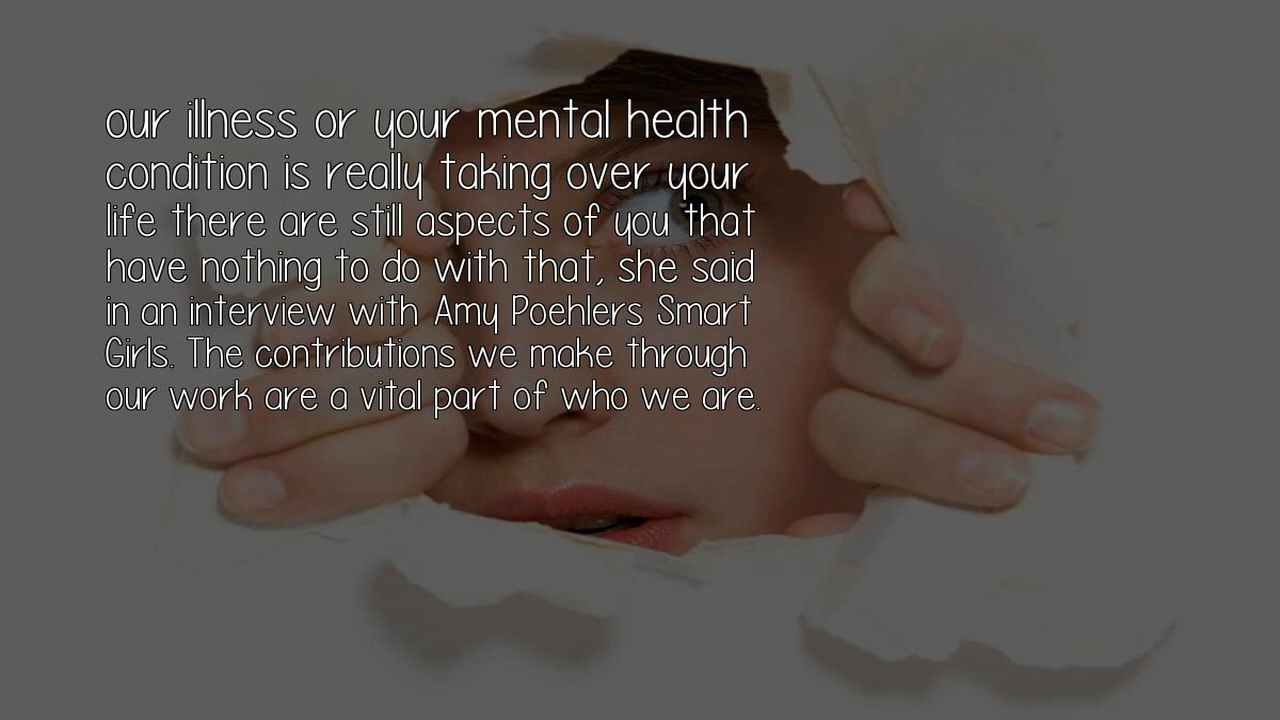 our illness or your mental health
condition is really taking over your
life there are still aspects of you that
have nothing to do with that, she said
in an interview with Amy Poehlers Smart
Girls. The contributions we make through
our work are a vital part of who we are.